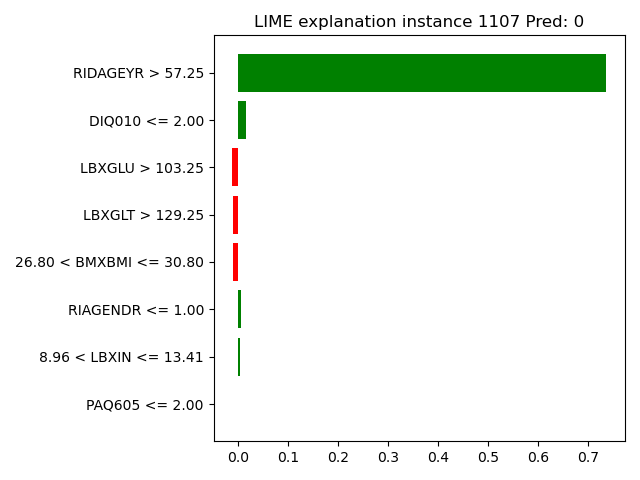 LIME explanation instance 1107 Pred: 0
RIDAGEYR > 57.25
DIQ010 <= 2.00
LBXGLU > 103.25
LBXGLT > 129.25
26.80 < BMXBMI <= 30.80
RIAGENDR <= 1.00
8.96 < LBXIN <= 13.41
PAQ605 <= 2.00
0.0 0.1 0.2 0.3 0.4 0.5 0.6 0.7